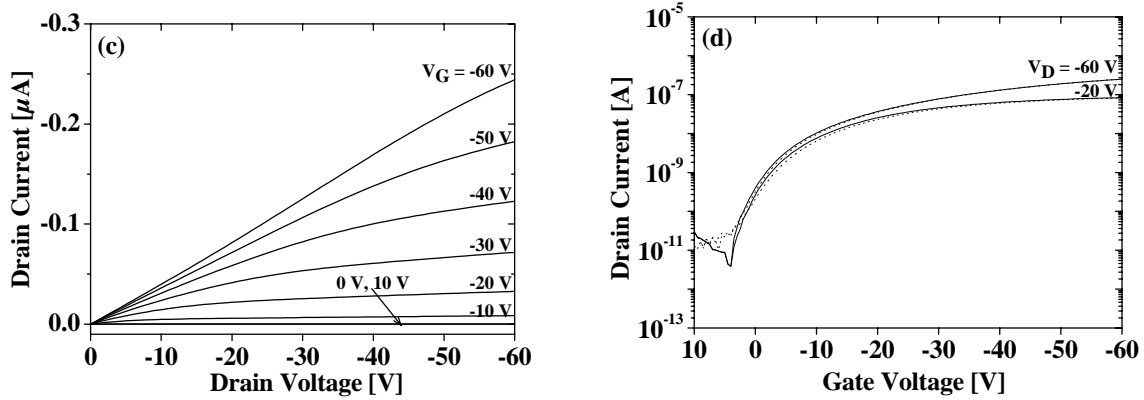 (c)
Drain Current [μA]
-0.3
-0.2
-0.1
0.0
V_G = -60 V
-50 V
-40 V
-30 V
-20 V
-10 V
0 V, 10 V
0 -10 -20 -30 -40 -50 -60
Drain Voltage [V]
(d)
Drain Current [A]
10^-5
10^-7
10^-9
10^-11
10^-13
V_D = -60 V
-20 V
10 0 -10 -20 -30 -40 -50 -60
Gate Voltage [V]